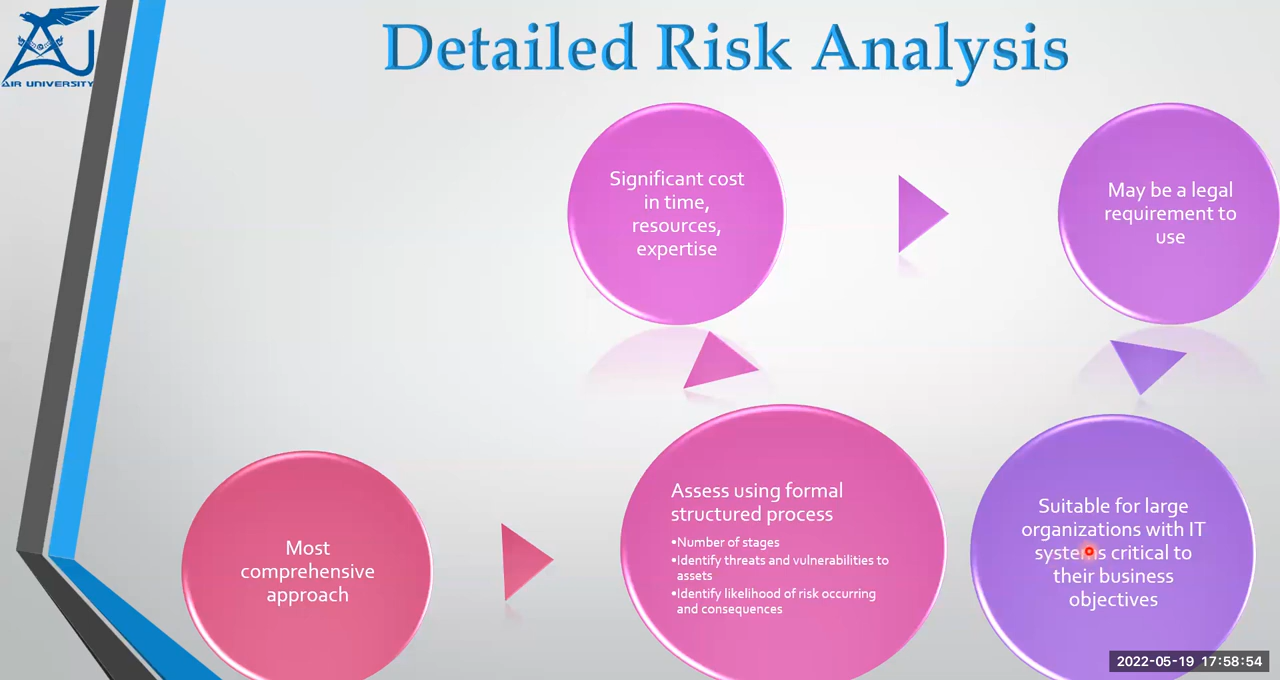 AIR UNIVERSITY
Detailed Risk Analysis
Most
comprehensive
approach
Assess using formal
structured process
•Number of stages
•Identify threats and vulnerabilities to
assets
•Identify likelihood of risk occurring
and consequences
Significant cost
in time,
resources,
expertise
May be a legal
requirement to
use
Suitable for large
organizations with IT
systems critical to
their business
objectives
2022-05-19 17:58:54